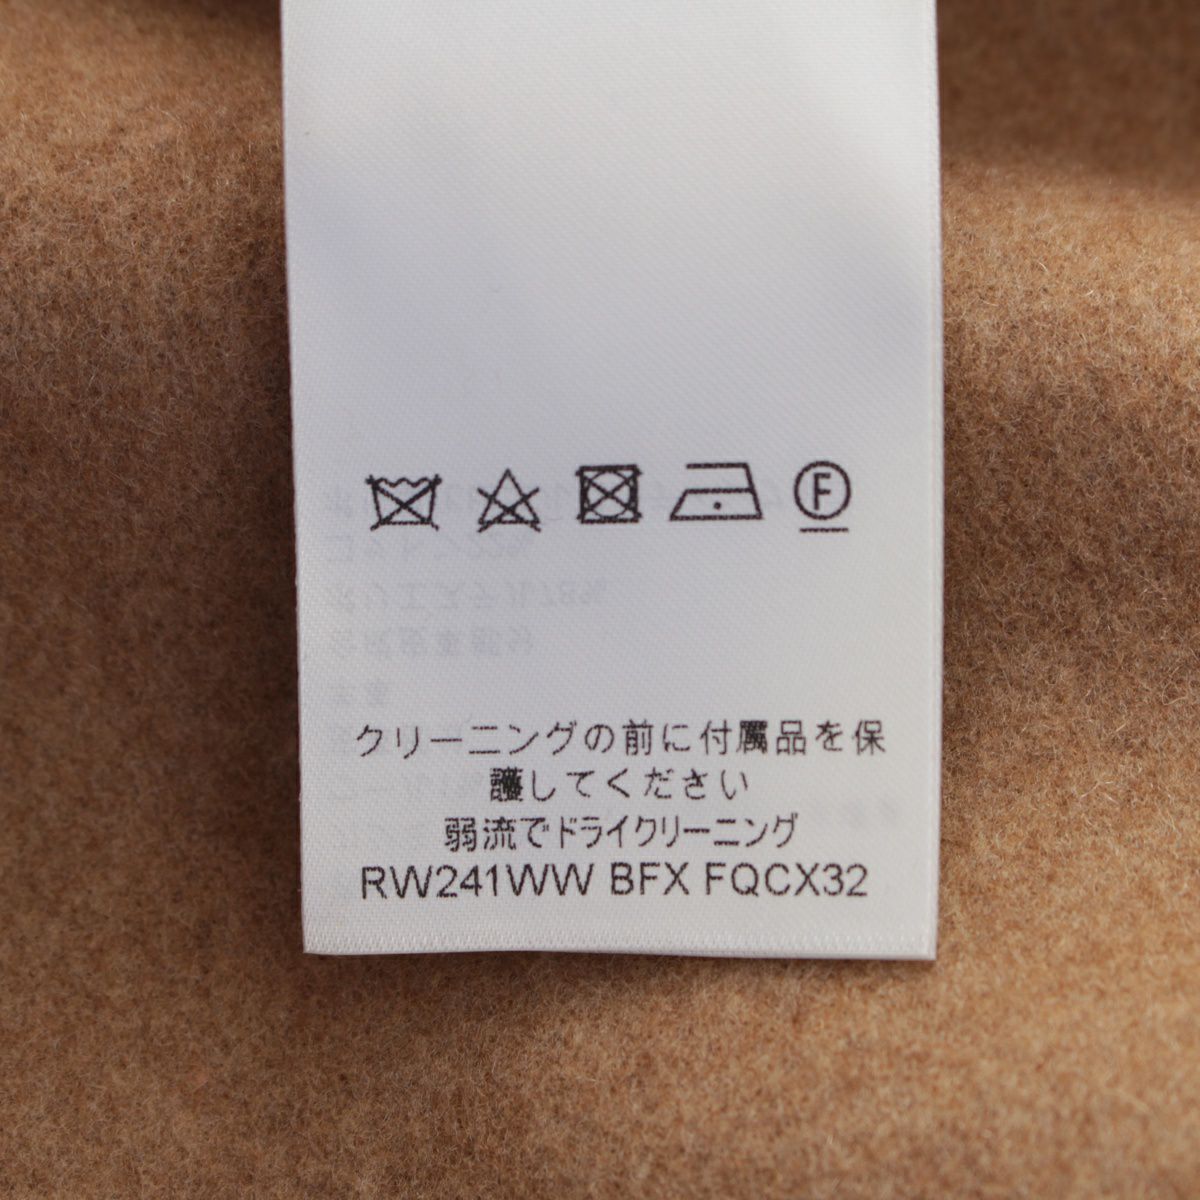 F
クリーニングの前に付属品を保
護してください
弱流でドライクリーニング
RW241WW BFX FQCX32